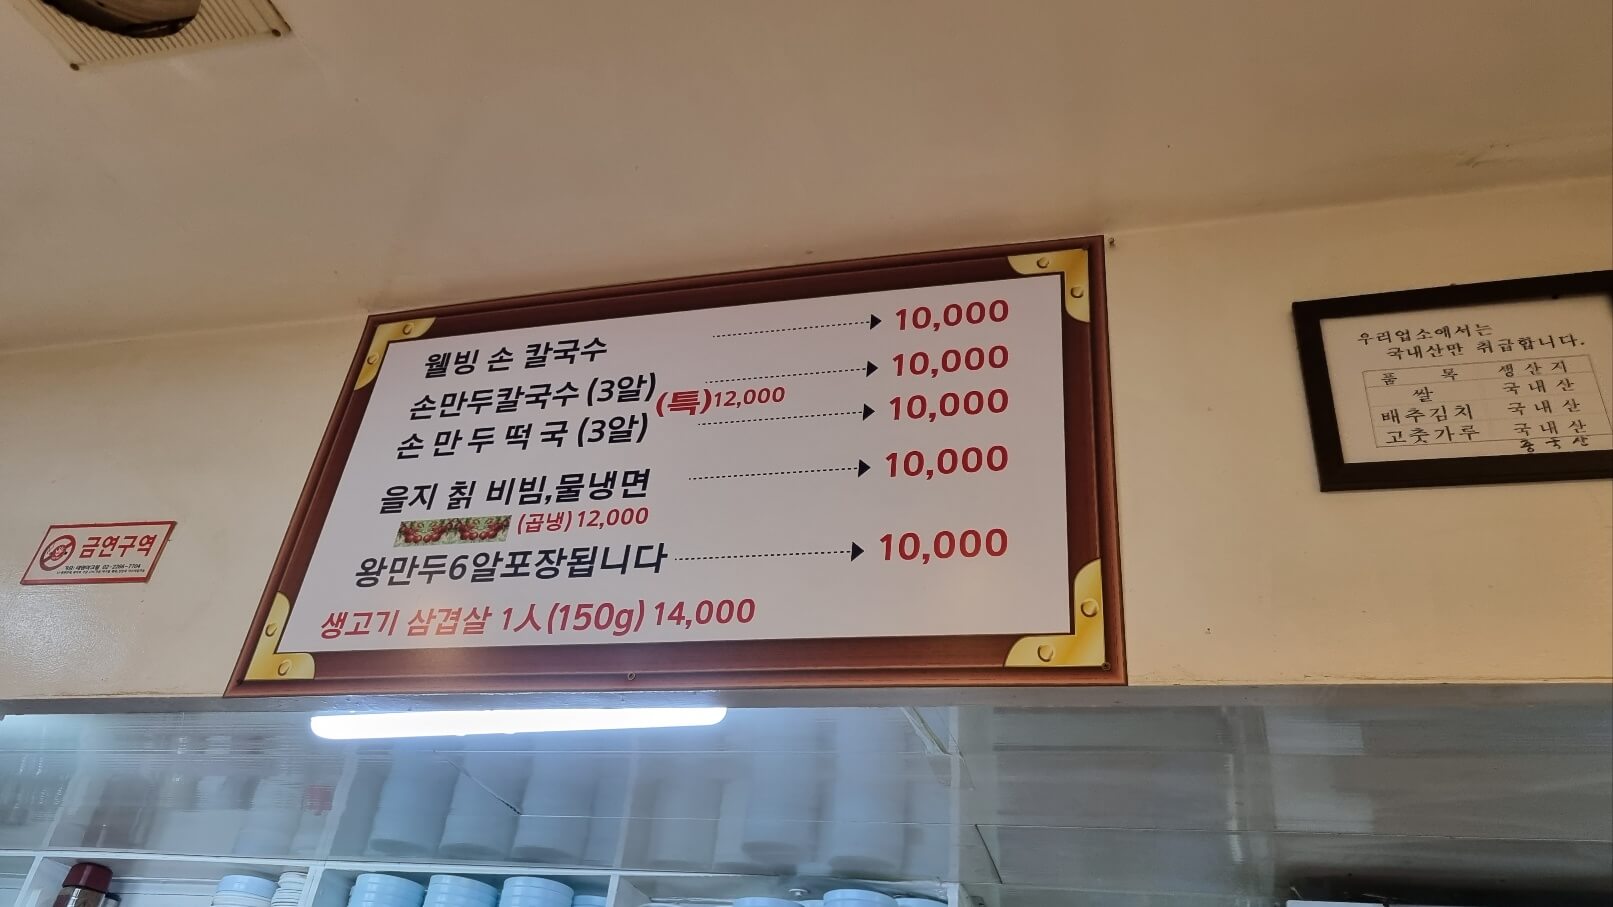 웰빙 손 칼국수 10,000
손만두칼국수 (3알) 10,000
(특) 12,000
손 만 두 떡 국 (3알) 10,000
을지 칡 비빔,물냉면 10,000
(곱냉) 12,000
왕만두6알포장됩니다 10,000
생고기 삼겹살 1人(150g) 14,000
우리업소에서는
국내산만 취급합니다.
품 목 생 산 지
쌀 국 내 산
배추김치 국 내 산
고춧가루 국 내 산
중 국 산
금연구역